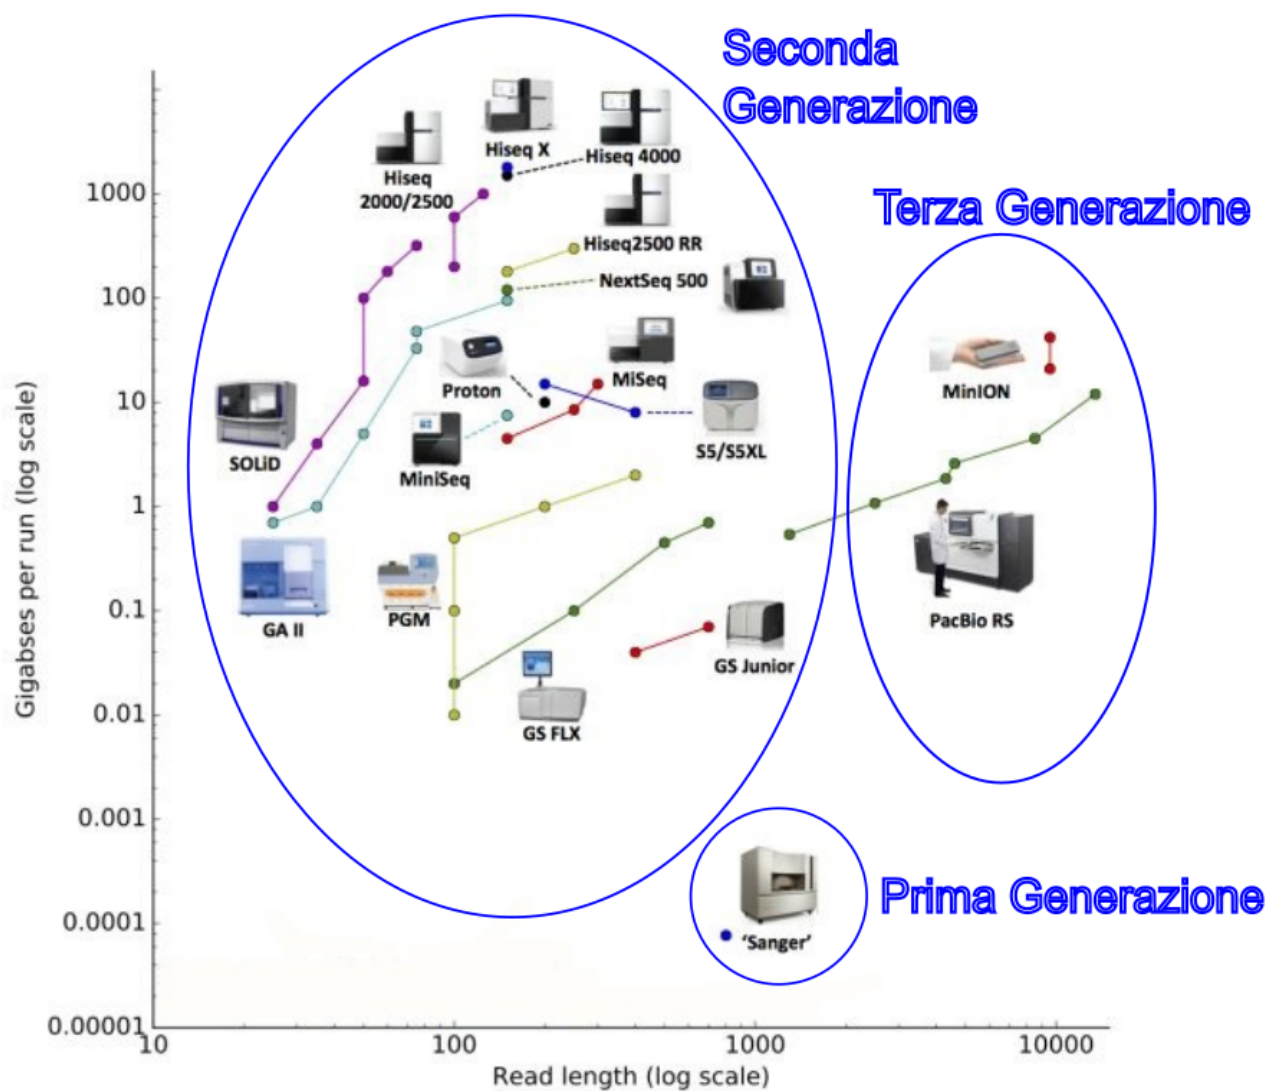 Seconda
Generazione
Terza Generazione
Prima Generazione
Hiseq X
Hiseq 4000
Hiseq
2000/2500
Hiseq2500 RR
NextSeq 500
MiSeq
Proton
S5/S5XL
MiniSeq
SOLiD
GA II
PGM
GS FLX
GS Junior
MinION
PacBio RS
‘Sanger’
Gigabses per run (log scale)
1000
100
10
1
0.1
0.01
0.001
0.0001
0.00001
10
100
1000
10000
Read length (log scale)